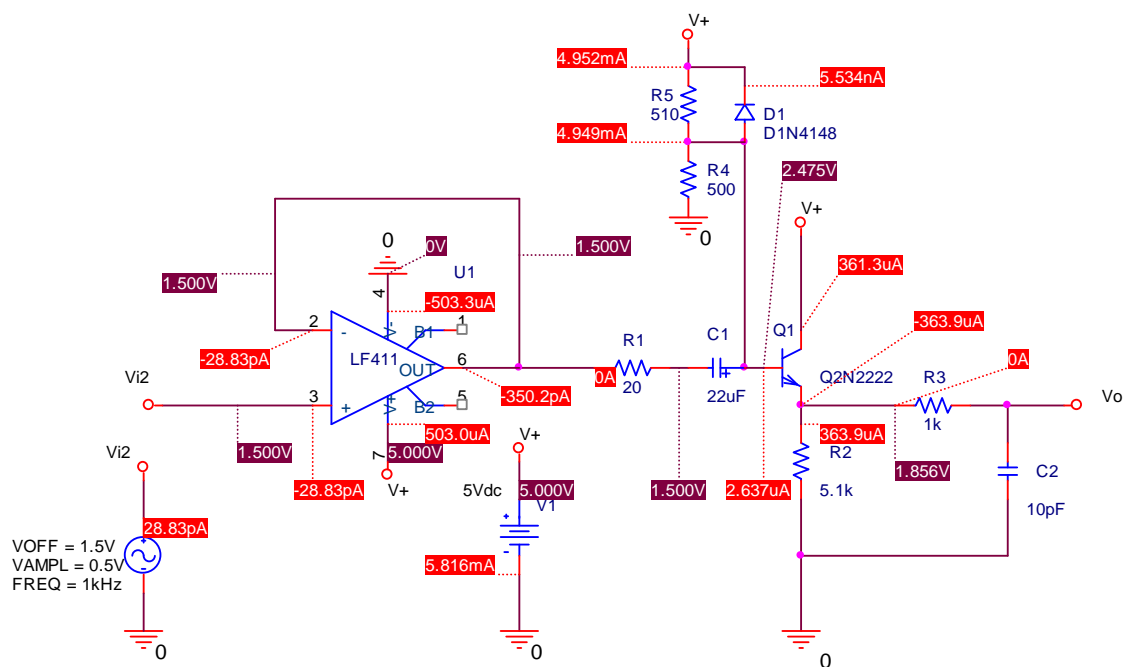 V+
4.952mA
5.534nA
R5
510
D1
D1N4148
4.949mA
R4
500
2.475V
V+
0
0
0V
1.500V
1.500V
U1
4
-503.3uA
361.3uA
2
-
V-
B1
1
-28.83pA
LF411
OUT
6
R1
C1
Q1
-363.9uA
Vi2
0A
20
22uF
Q2N2222
R3
0A
3
+
V+
B2
5
-350.2pA
1k
Vo
1.500V
503.0uA
V+
363.9uA
Vi2
7
5.000V
R2
1.856V
C2
-28.83pA
V+
5Vdc
5.000V
1.500V
2.637uA
5.1k
28.83pA
V1
10pF
VOFF = 1.5V
VAMPL = 0.5V
FREQ = 1kHz
+
-
+
-
5.816mA
0
0
0